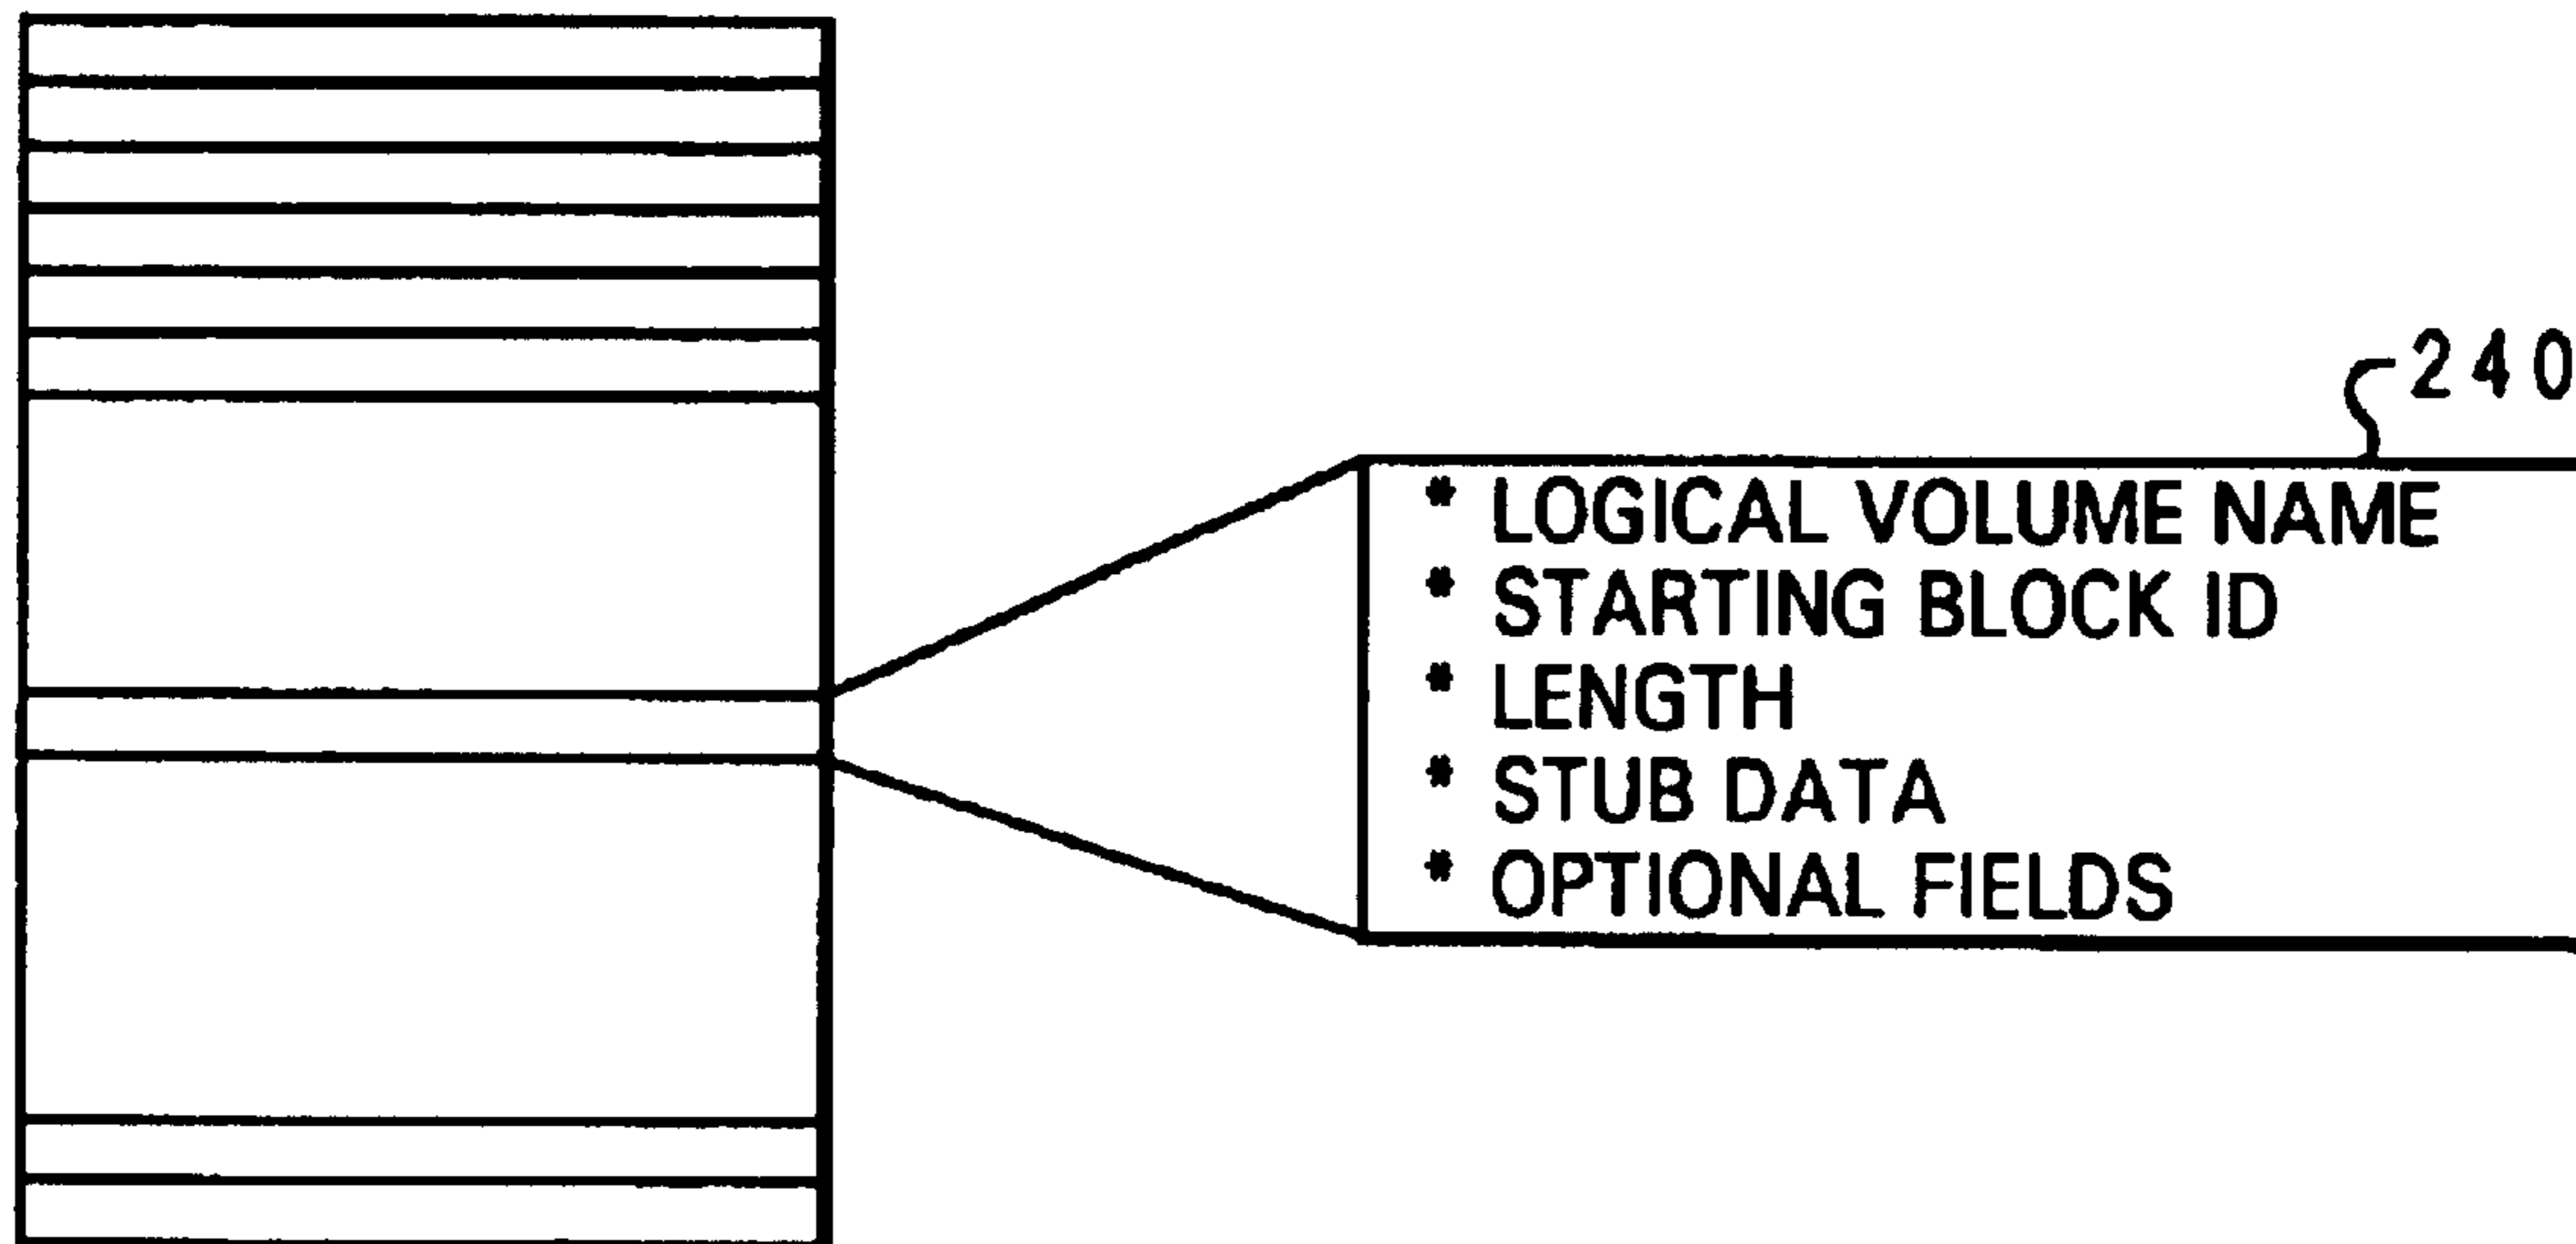 240
* LOGICAL VOLUME NAME
* STARTING BLOCK ID
* LENGTH
* STUB DATA
* OPTIONAL FIELDS